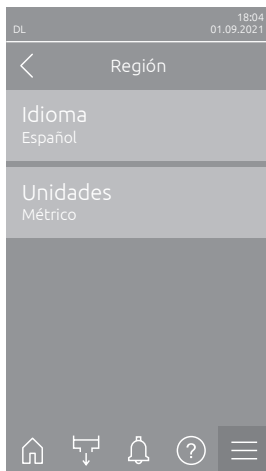 18:04
DL 01.09.2021
Región
Idioma
Español
Unidades
Métrico
?